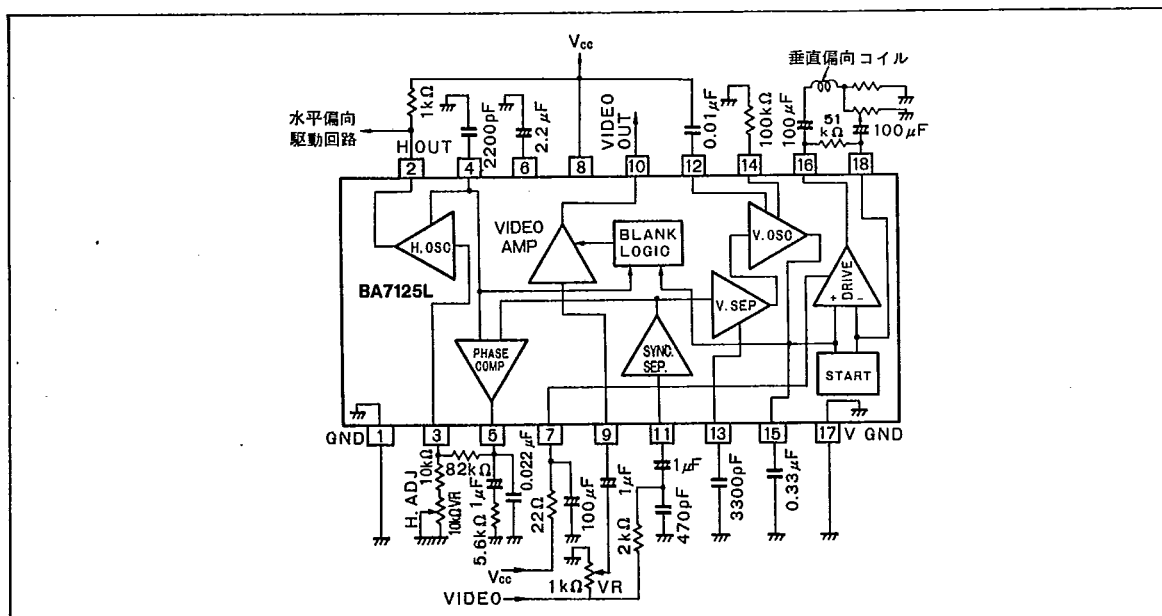 Vcc
垂直偏向コイル
1kΩ
2200pF
2.2μF
VIDEO OUT
0.01μF
100kΩ
100μF
51 kΩ
100μF
水平偏向
駆動回路
H OUT
2
4
6
8
10
12
14
16
18
H. OSC
VIDEO
AMP
BLANK
LOGIC
V. OSC
DRIVE
+
-
BA7125L
V. SEP
PHASE
COMP
SYNC.
SEP.
START
GND
1
3
5
7
9
11
13
15
17
V GND
H. ADJ
10kΩ
10kΩVR
82kΩ
1μF
5.6kΩ
0.022μF
22Ω
100μF
1μF
2kΩ
1μF
470pF
3300pF
0.33μF
Vcc
1kΩ
VR
VIDEO